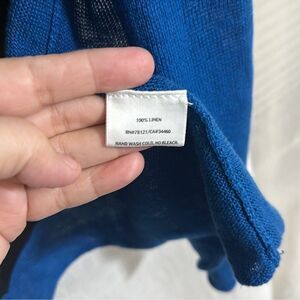 100% LINEN
RN#78121/CA#34460
HAND WASH COLD, NO BLEACH,